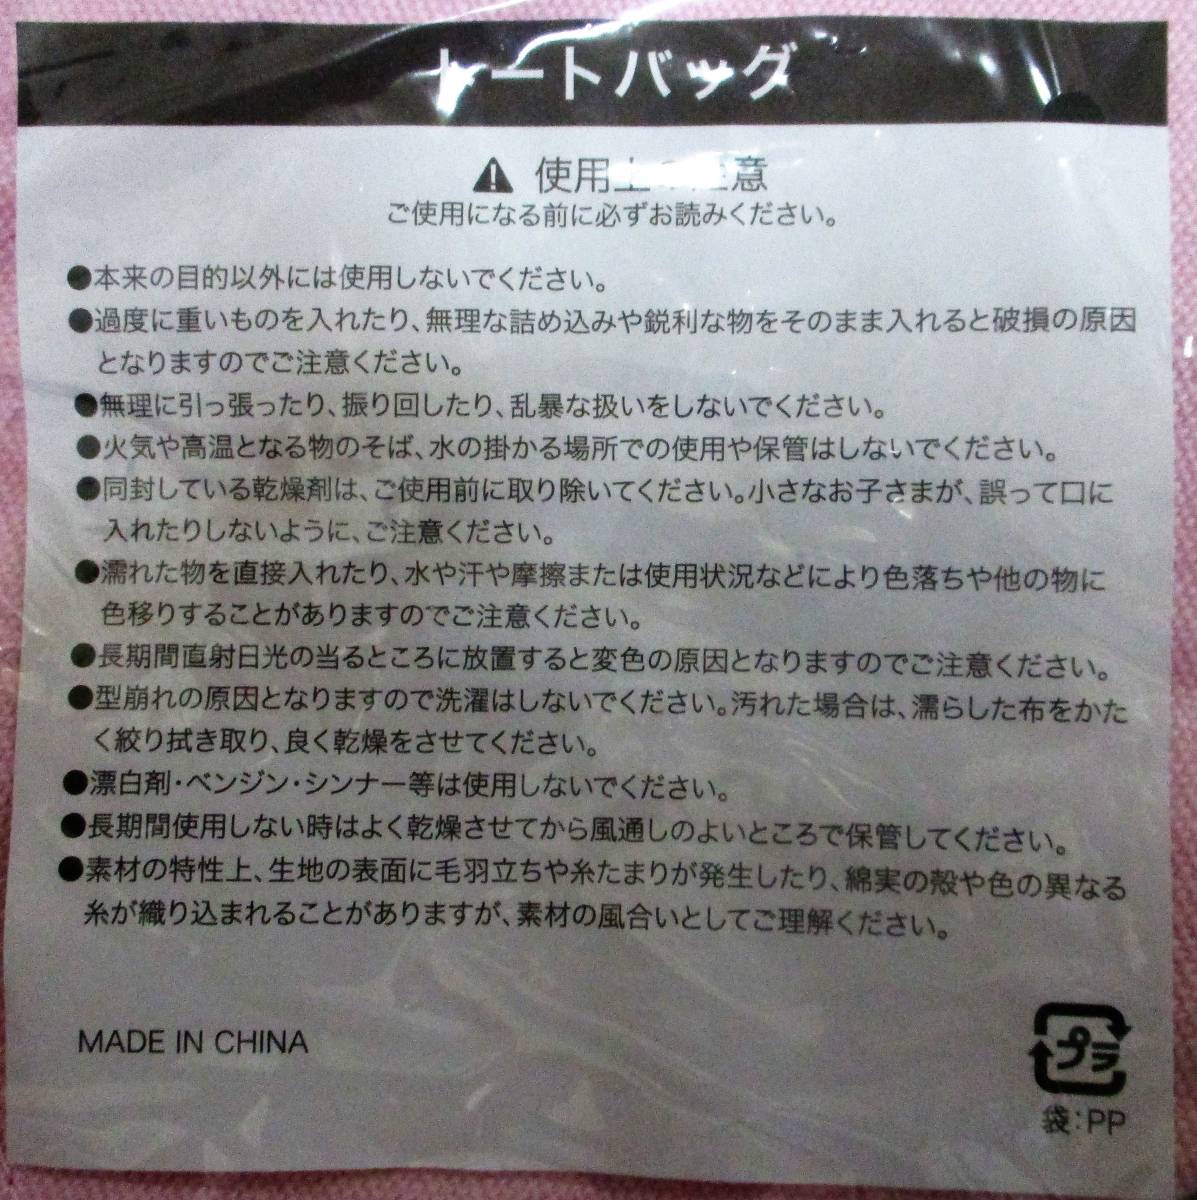 トートバッグ
使用上の注意
ご使用になる前に必ずお読みください。
●本来の目的以外には使用しないでください。
●過度に重いものを入れたり、無理な詰め込みや鋭利な物をそのまま入れると破損の原因
となりますのでご注意ください。
●無理に引っ張ったり、振り回したり、乱暴な扱いをしないでください。
●火気や高温となる物のそば、水の掛かる場所での使用や保管はしないでください。
●同封している乾燥剤は、ご使用前に取り除いてください。小さなお子さまが、誤って口に
入れたりしないように、ご注意ください。
●濡れた物を直接入れたり、水や汗や摩擦または使用状況などにより色落ちや他の物に
色移りすることがありますのでご注意ください。
●長期間直射日光の当るところに放置すると変色の原因となりますのでご注意ください。
●型崩れの原因となりますので洗濯はしないでください。汚れた場合は、濡らした布をかた
く絞り拭き取り、良く乾燥をさせてください。
●漂白剤・ベンジン・シンナー等は使用しないでください。
●長期間使用しない時はよく乾燥させてから風通しのよいところで保管してください。
●素材の特性上、生地の表面に毛羽立ちや糸たまりが発生したり、綿実の殻や色の異なる
糸が織り込まれることがありますが、素材の風合いとしてご理解ください。
MADE IN CHINA
プラ
袋:PP